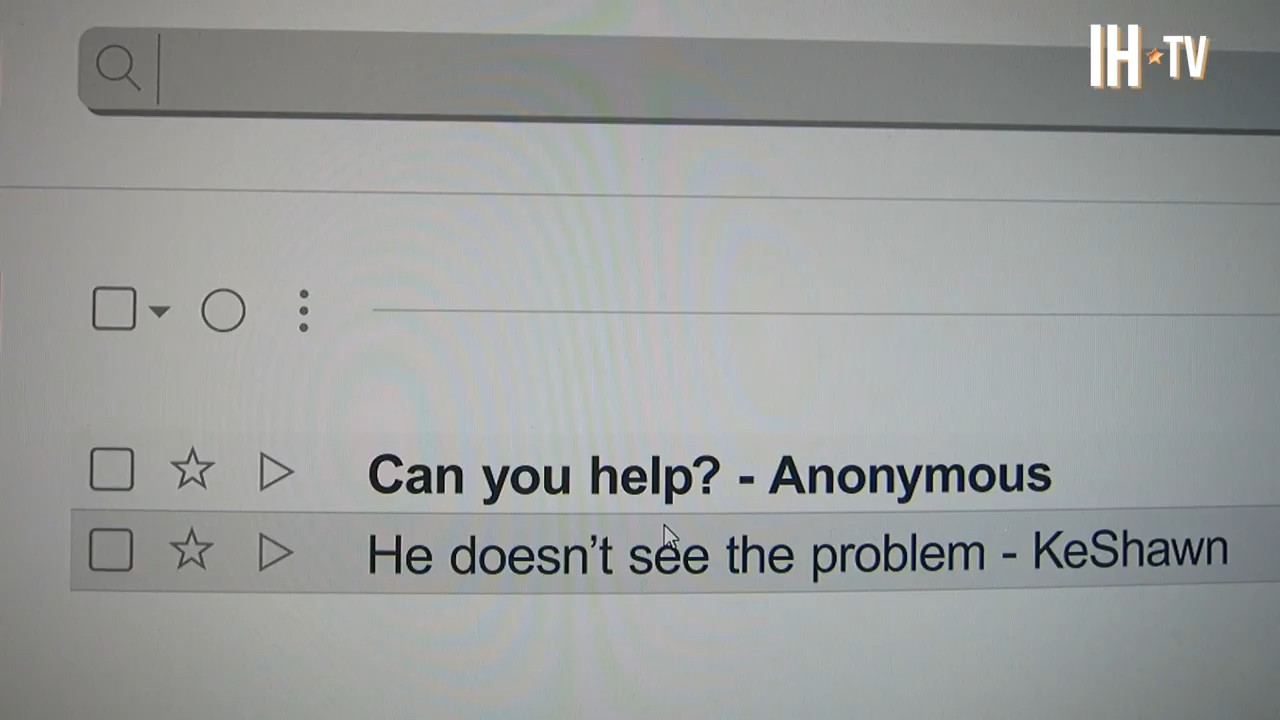 IH TV
Can you help? - Anonymous
He doesn't see the problem - KeShawn